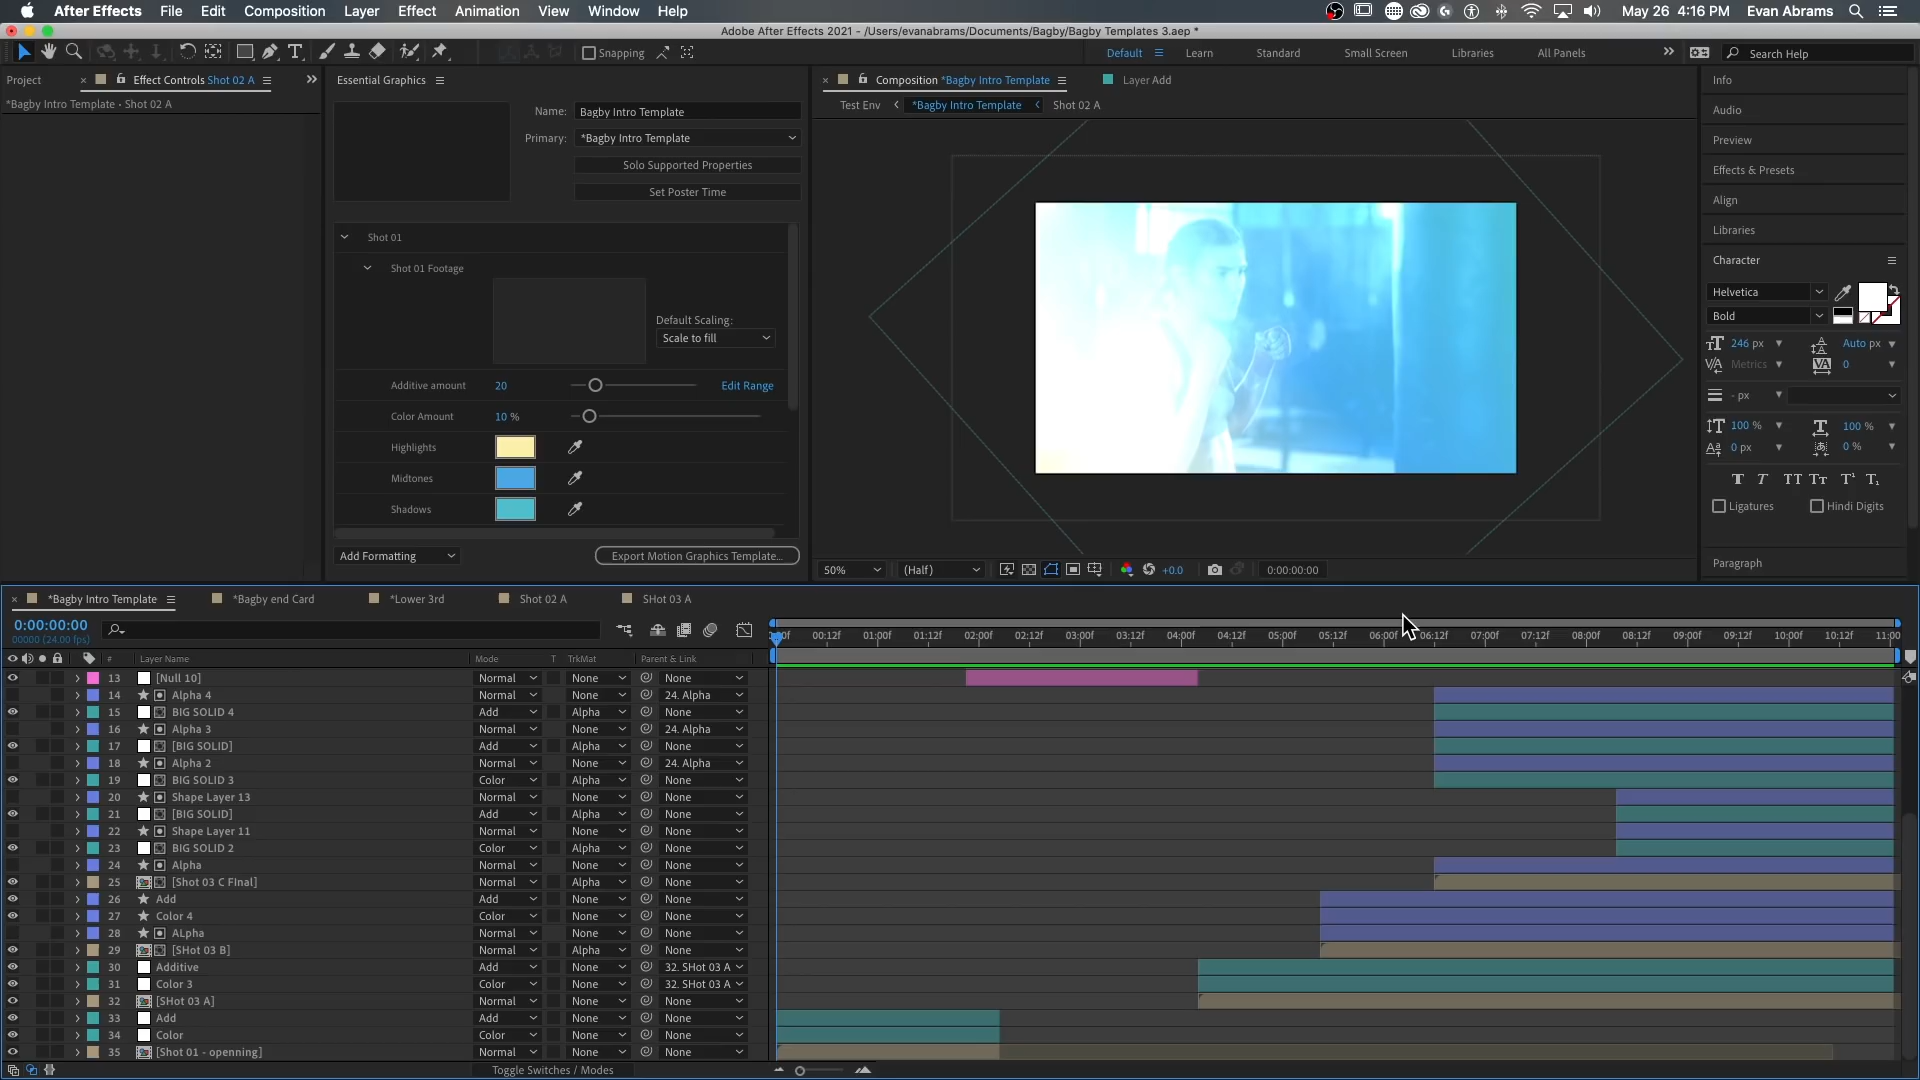 After Effects File Edit Composition Layer Effect Animation View Window Help May 26 4:16 PM Evan Abrams
Adobe After Effects 2021 - /Users/evanabrams/Documents/Bagby/Bagby Templates 3.aep *
Snapping Default Learn Standard Small Screen Libraries All Panels Search Help
Project Effect Controls Shot 02 A Essential Graphics Composition *Bagby Intro Template Layer Add Info
*Bagby Intro Template • Shot 02 A
Name: Bagby Intro Template
Primary: *Bagby Intro Template
Solo Supported Properties
Set Poster Time
Shot 01
Shot 01 Footage
Default Scaling:
Scale to fill
Additive amount 20 Edit Range
Color Amount 10 %
Highlights
Midtones
Shadows
Add Formatting Export Motion Graphics Template...
Test Env *Bagby Intro Template Shot 02 A
50% (Half) +0.0 0:00:00:00
Audio
Preview
Effects & Presets
Align
Libraries
Character
Helvetica
Bold
246 px Auto px
Metrics 0
- px
100 % 100 %
0 px 0 %
T T TT Tt T¹ T₁
Ligatures Hindi Digits
Paragraph
*Bagby Intro Template *Bagby end Card *Lower 3rd Shot 02 A SHot 03 A
0:00:00:00
00000 (24.00 fps)
00f 00:12f 01:00f 01:12f 02:00f 02:12f 03:00f 03:12f 04:00f 04:12f 05:00f 05:12f 06:00f 06:12f 07:00f 07:12f 08:00f 08:12f 09:00f 09:12f 10:00f 10:12f 11:00
# Layer Name Mode T TrkMat Parent & Link
13 [Null 10] Normal None None
14 Alpha 4 Normal None 24. Alpha
15 BIG SOLID 4 Add Alpha None
16 Alpha 3 Normal None 24. Alpha
17 [BIG SOLID] Add Alpha None
18 Alpha 2 Normal None 24. Alpha
19 BIG SOLID 3 Color Alpha None
20 Shape Layer 13 Normal None None
21 [BIG SOLID] Add Alpha None
22 Shape Layer 11 Normal None None
23 BIG SOLID 2 Color Alpha None
24 Alpha Normal None None
25 [Shot 03 C FInal] Normal Alpha None
26 Add Add None None
27 Color 4 Color None None
28 ALpha Normal None None
29 [SHot 03 B] Normal Alpha None
30 Additive Add None 32. SHot 03 A
31 Color 3 Color None 32. SHot 03 A
32 [SHot 03 A] Normal None None
33 Add Add None None
34 Color Color None None
35 [Shot 01 - openning] Normal None None
Toggle Switches / Modes